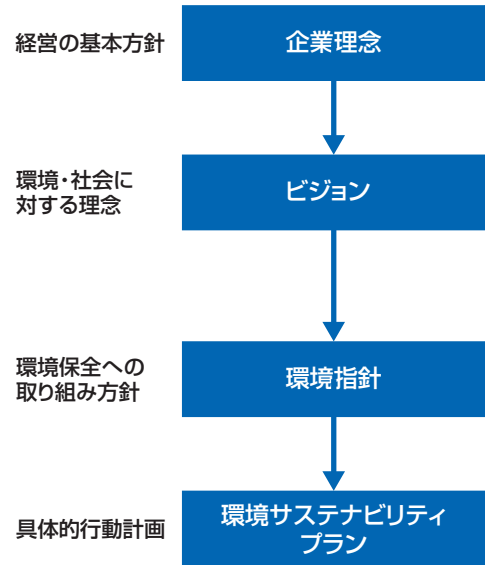 経営の基本方針
企業理念
環境・社会に
対する理念
ビジョン
環境保全への
取り組み方針
環境指針
具体的行動計画
環境サステナビリティ
プラン